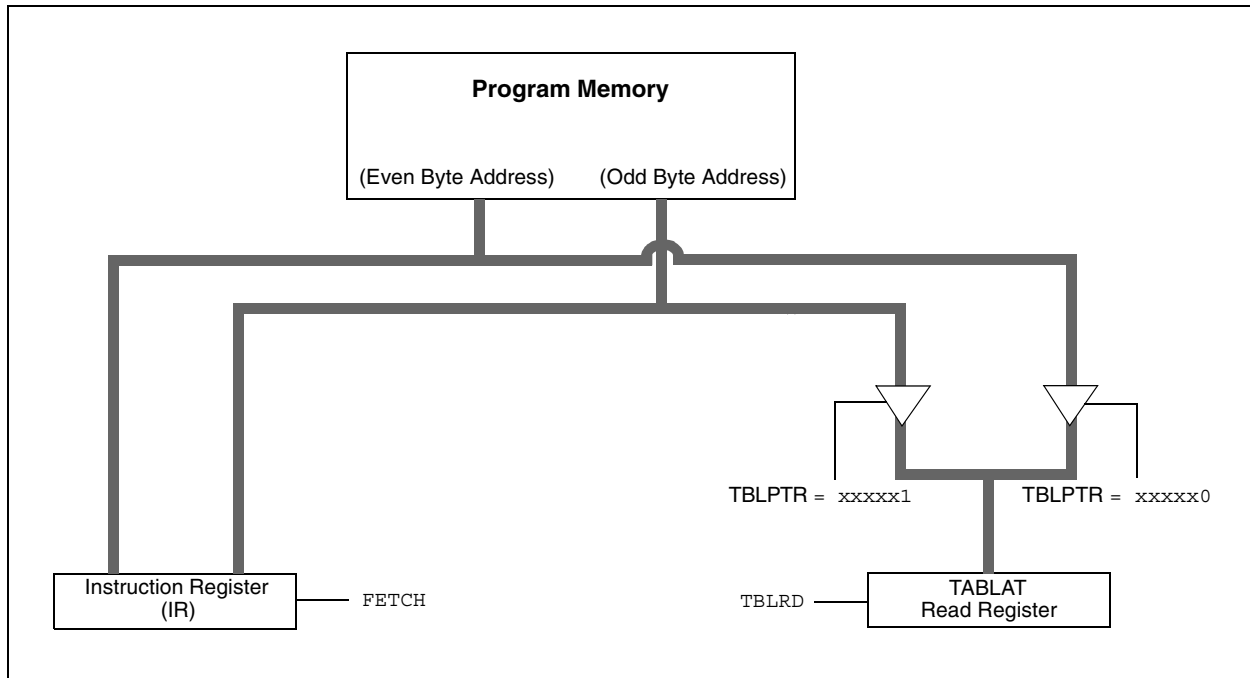 Program Memory
(Even Byte Address) (Odd Byte Address)
TBLPTR = xxxxx1 TBLPTR = xxxxx0
Instruction Register
(IR)
FETCH
TBLRD
TABLAT
Read Register